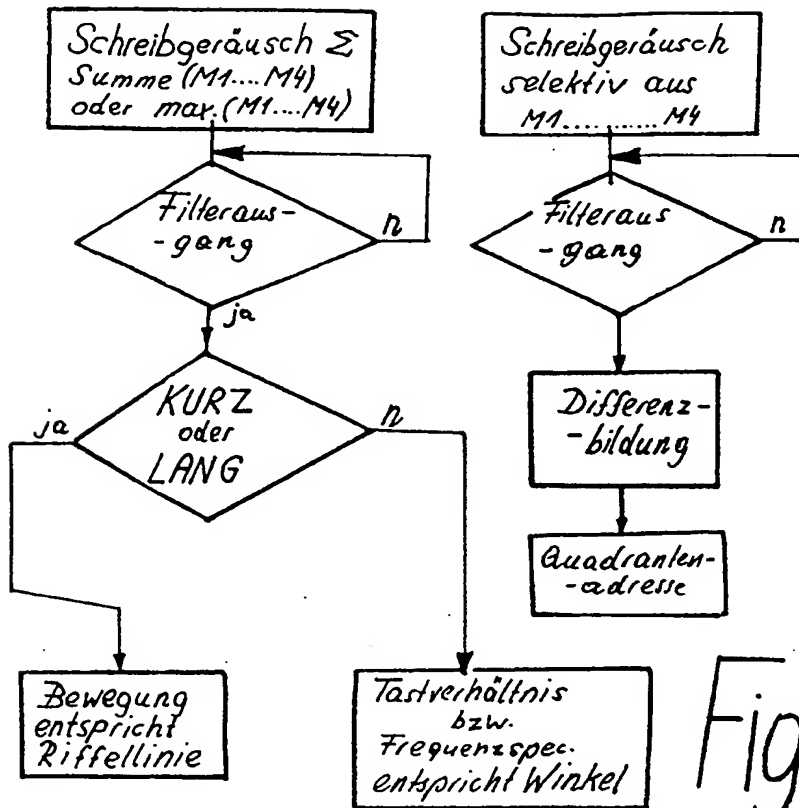 Schreibgeräusch Σ
Summe (M1....M4)
oder max. (M1....M4)
Filteraus-
-gang
n
ja
KURZ
oder
LANG
ja
n
Bewegung
entspricht
Riffellinie
Tastverhältnis
bzw.
Frequenzspec.
entspricht Winkel
Schreibgeräusch
selektiv aus
M1..........M4
Filteraus
-gang
n
Differenz-
-bildung
Quadranten-
-adresse
Fig